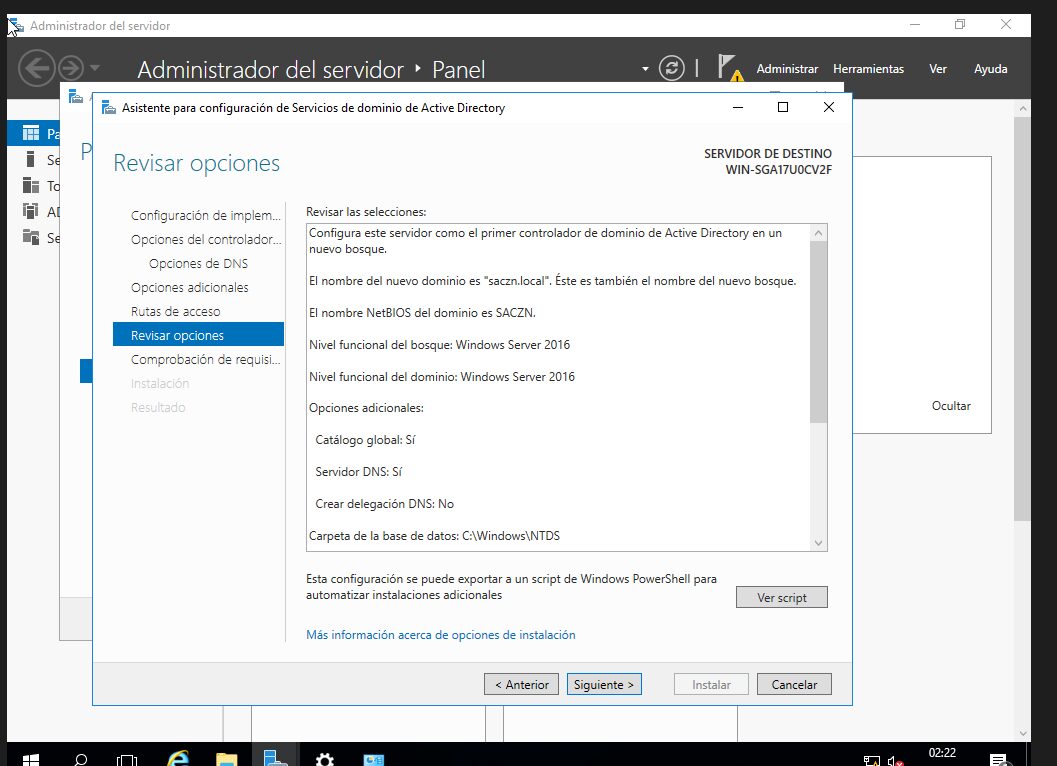 Administrador del servidor
Administrador del servidor ‣ Panel
Administrar Herramientas Ver Ayuda
Asistente para configuración de Servicios de dominio de Active Directory
Revisar opciones
SERVIDOR DE DESTINO
WIN-SGA17U0CV2F
Configuración de implem...
Opciones del controlador...
Opciones de DNS
Opciones adicionales
Rutas de acceso
Revisar opciones
Comprobación de requisi...
Instalación
Resultado
Revisar las selecciones:
Configura este servidor como el primer controlador de dominio de Active Directory en un
nuevo bosque.
El nombre del nuevo dominio es "saczn.local". Éste es también el nombre del nuevo bosque.
El nombre NetBIOS del dominio es SACZN.
Nivel funcional del bosque: Windows Server 2016
Nivel funcional del dominio: Windows Server 2016
Opciones adicionales:
Catálogo global: Sí
Servidor DNS: Sí
Crear delegación DNS: No
Carpeta de la base de datos: C:\Windows\NTDS
Esta configuración se puede exportar a un script de Windows PowerShell para
automatizar instalaciones adicionales
Ver script
Más información acerca de opciones de instalación
< Anterior Siguiente > Instalar Cancelar
Ocultar
02:22